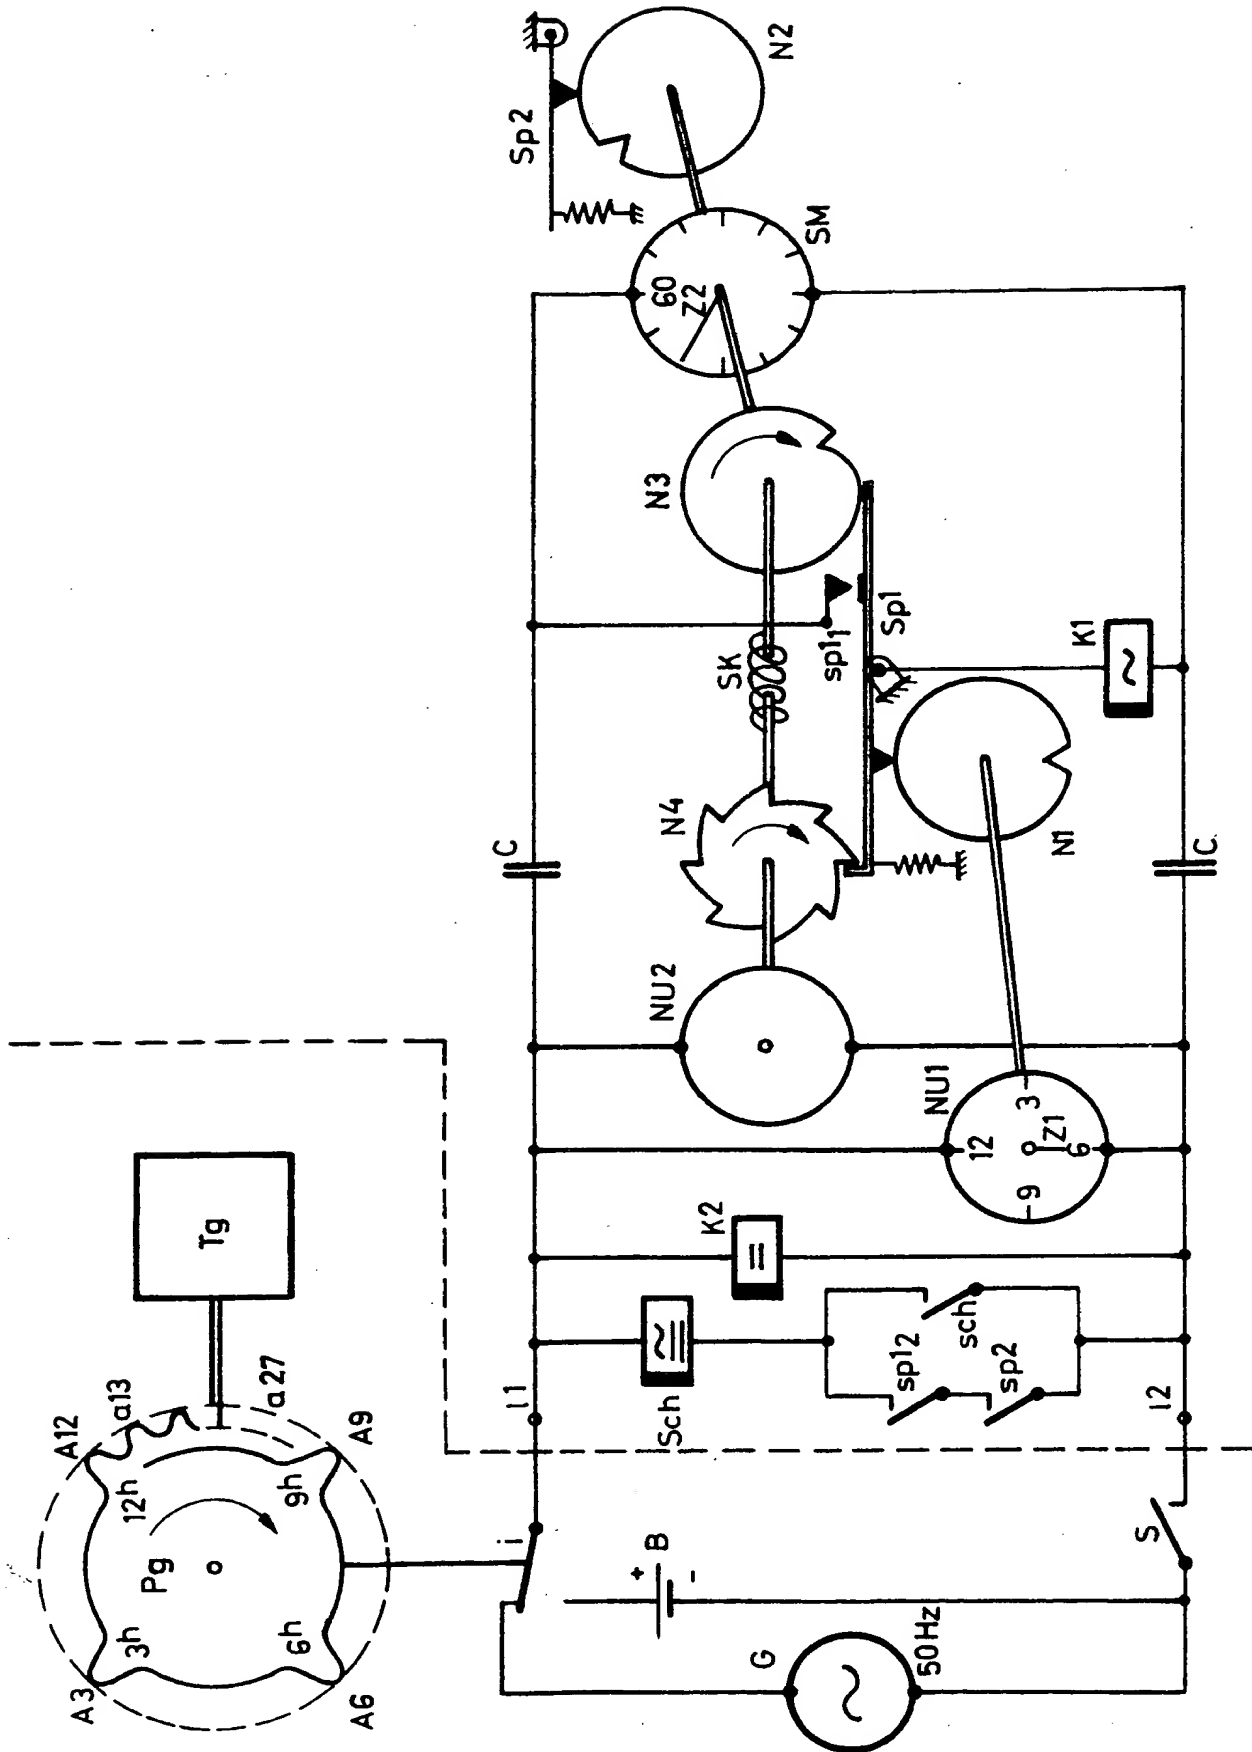 A3
3h
Pg
12h
A12
a13
Tg
A6
6h
9h
A9
a27
G
50Hz
+
B
-
i
S
l1
l2
Sch
sp12
sp2
sch
K2
NU1
12
3
Z1
6
9
NU2
C
C
N4
SK
N3
N1
sp11
Sp1
K1
60
Z2
SM
Sp2
N2